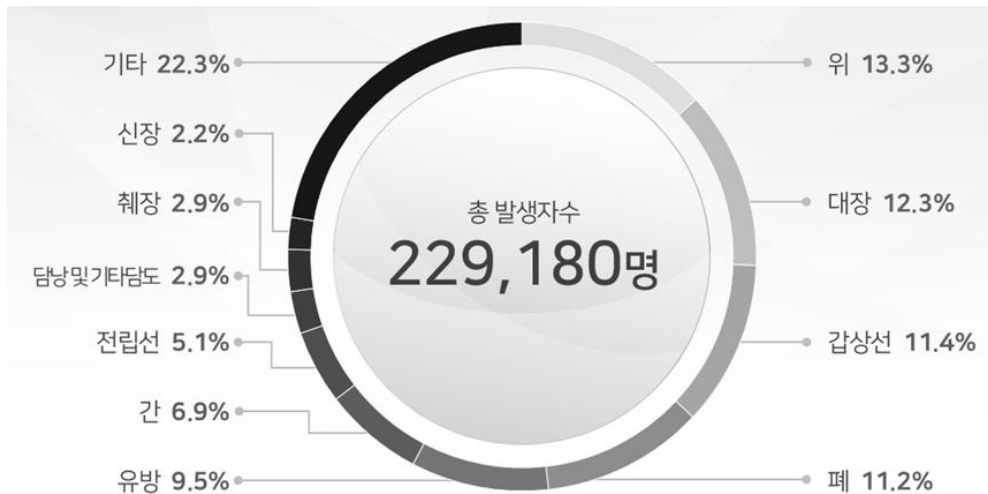 기타 22.3%
위 13.3%
신장 2.2%
췌장 2.9%
대장 12.3%
총 발생자수
229,180명
담낭및기타담도 2.9%
전립선 5.1%
갑상선 11.4%
간 6.9%
유방 9.5%
폐 11.2%